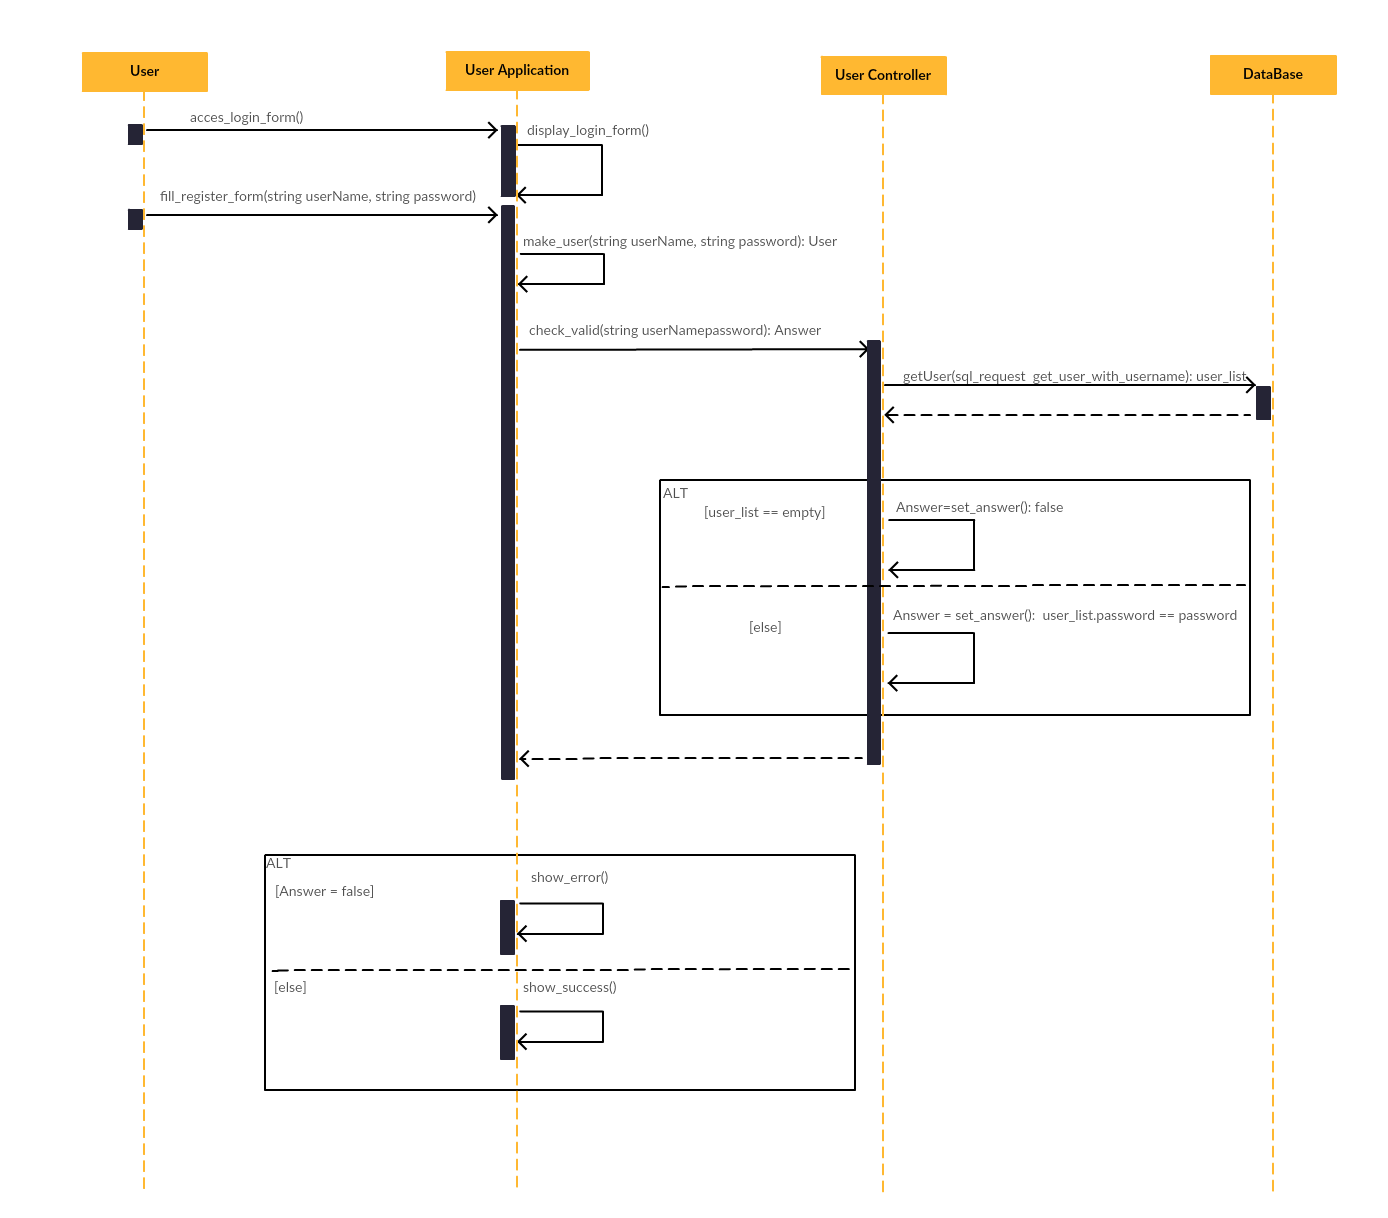 User
User Application
User Controller
DataBase
acces_login_form()
display_login_form()
fill_register_form(string userName, string password)
make_user(string userName, string password): User
check_valid(string userNamepassword): Answer
getUser(sql_request_get_user_with_username): user_list
ALT
[user_list == empty]
Answer=set_answer(): false
[else]
Answer = set_answer():  user_list.password == password
ALT
[Answer = false]
show_error()
[else]
show_success()